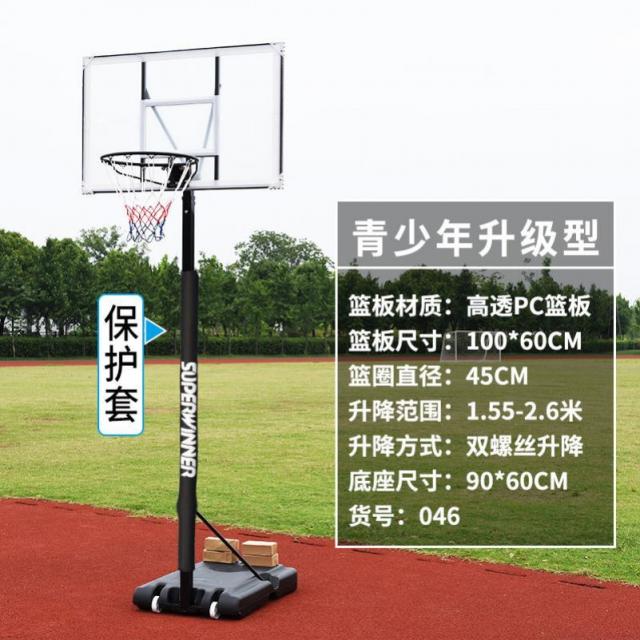 青少年升级型
篮板材质：高透PC篮板
篮板尺寸：100*60CM
篮圈直径：45CM
升降范围：1.55-2.6米
升降方式：双螺丝升降
底座尺寸：90*60CM
货号：046
保护套
SUPERWINNER